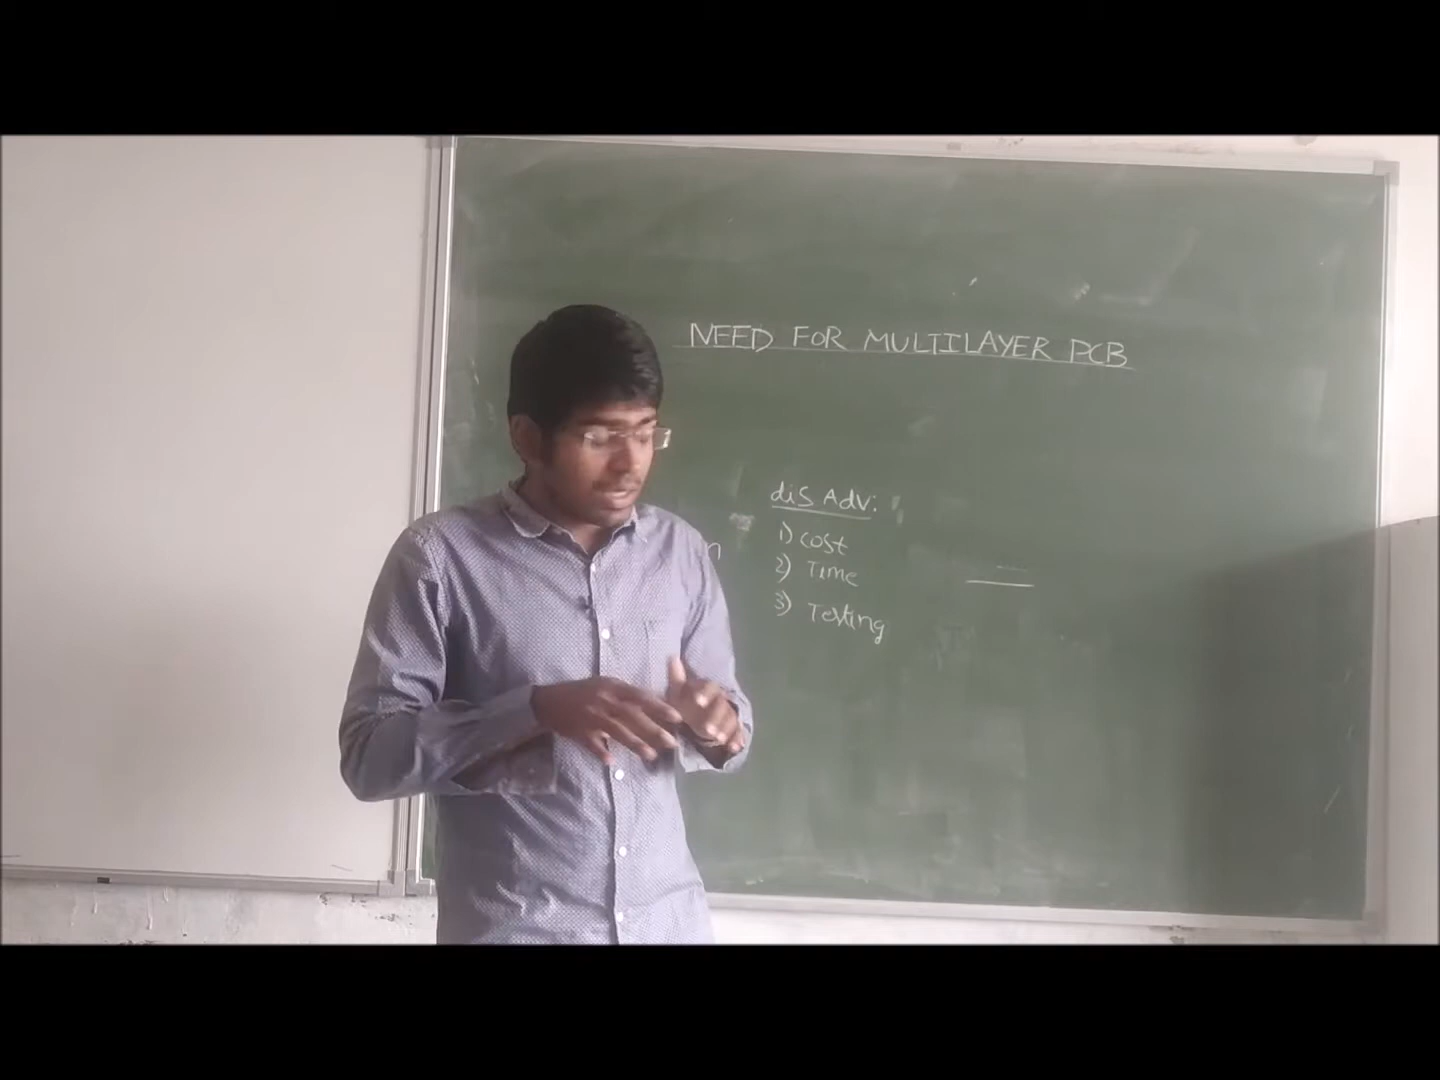 NEED FOR MULTILAYER PCB
dis Adv:
1) cost
2) Time
3) Testing